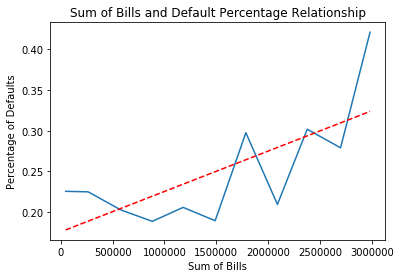 Sum of Bills and Default Percentage Relationship
Percentage of Defaults
0.40
0.35
0.30
0.25
0.20
0 500000 1000000 1500000 2000000 2500000 3000000
Sum of Bills